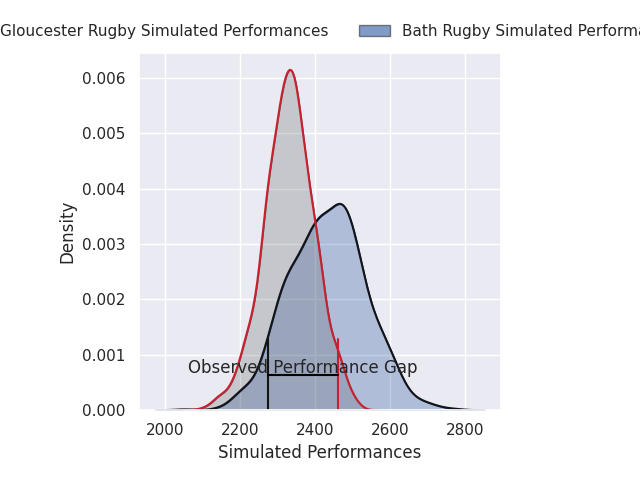 Gloucester Rugby Simulated Performances
Bath Rugby Simulated Performa
0.006
0.005
0.004
0.003
0.002
0.001
0.000
Density
Observed Performance Gap
2000 2200 2400 2600 2800
Simulated Performances